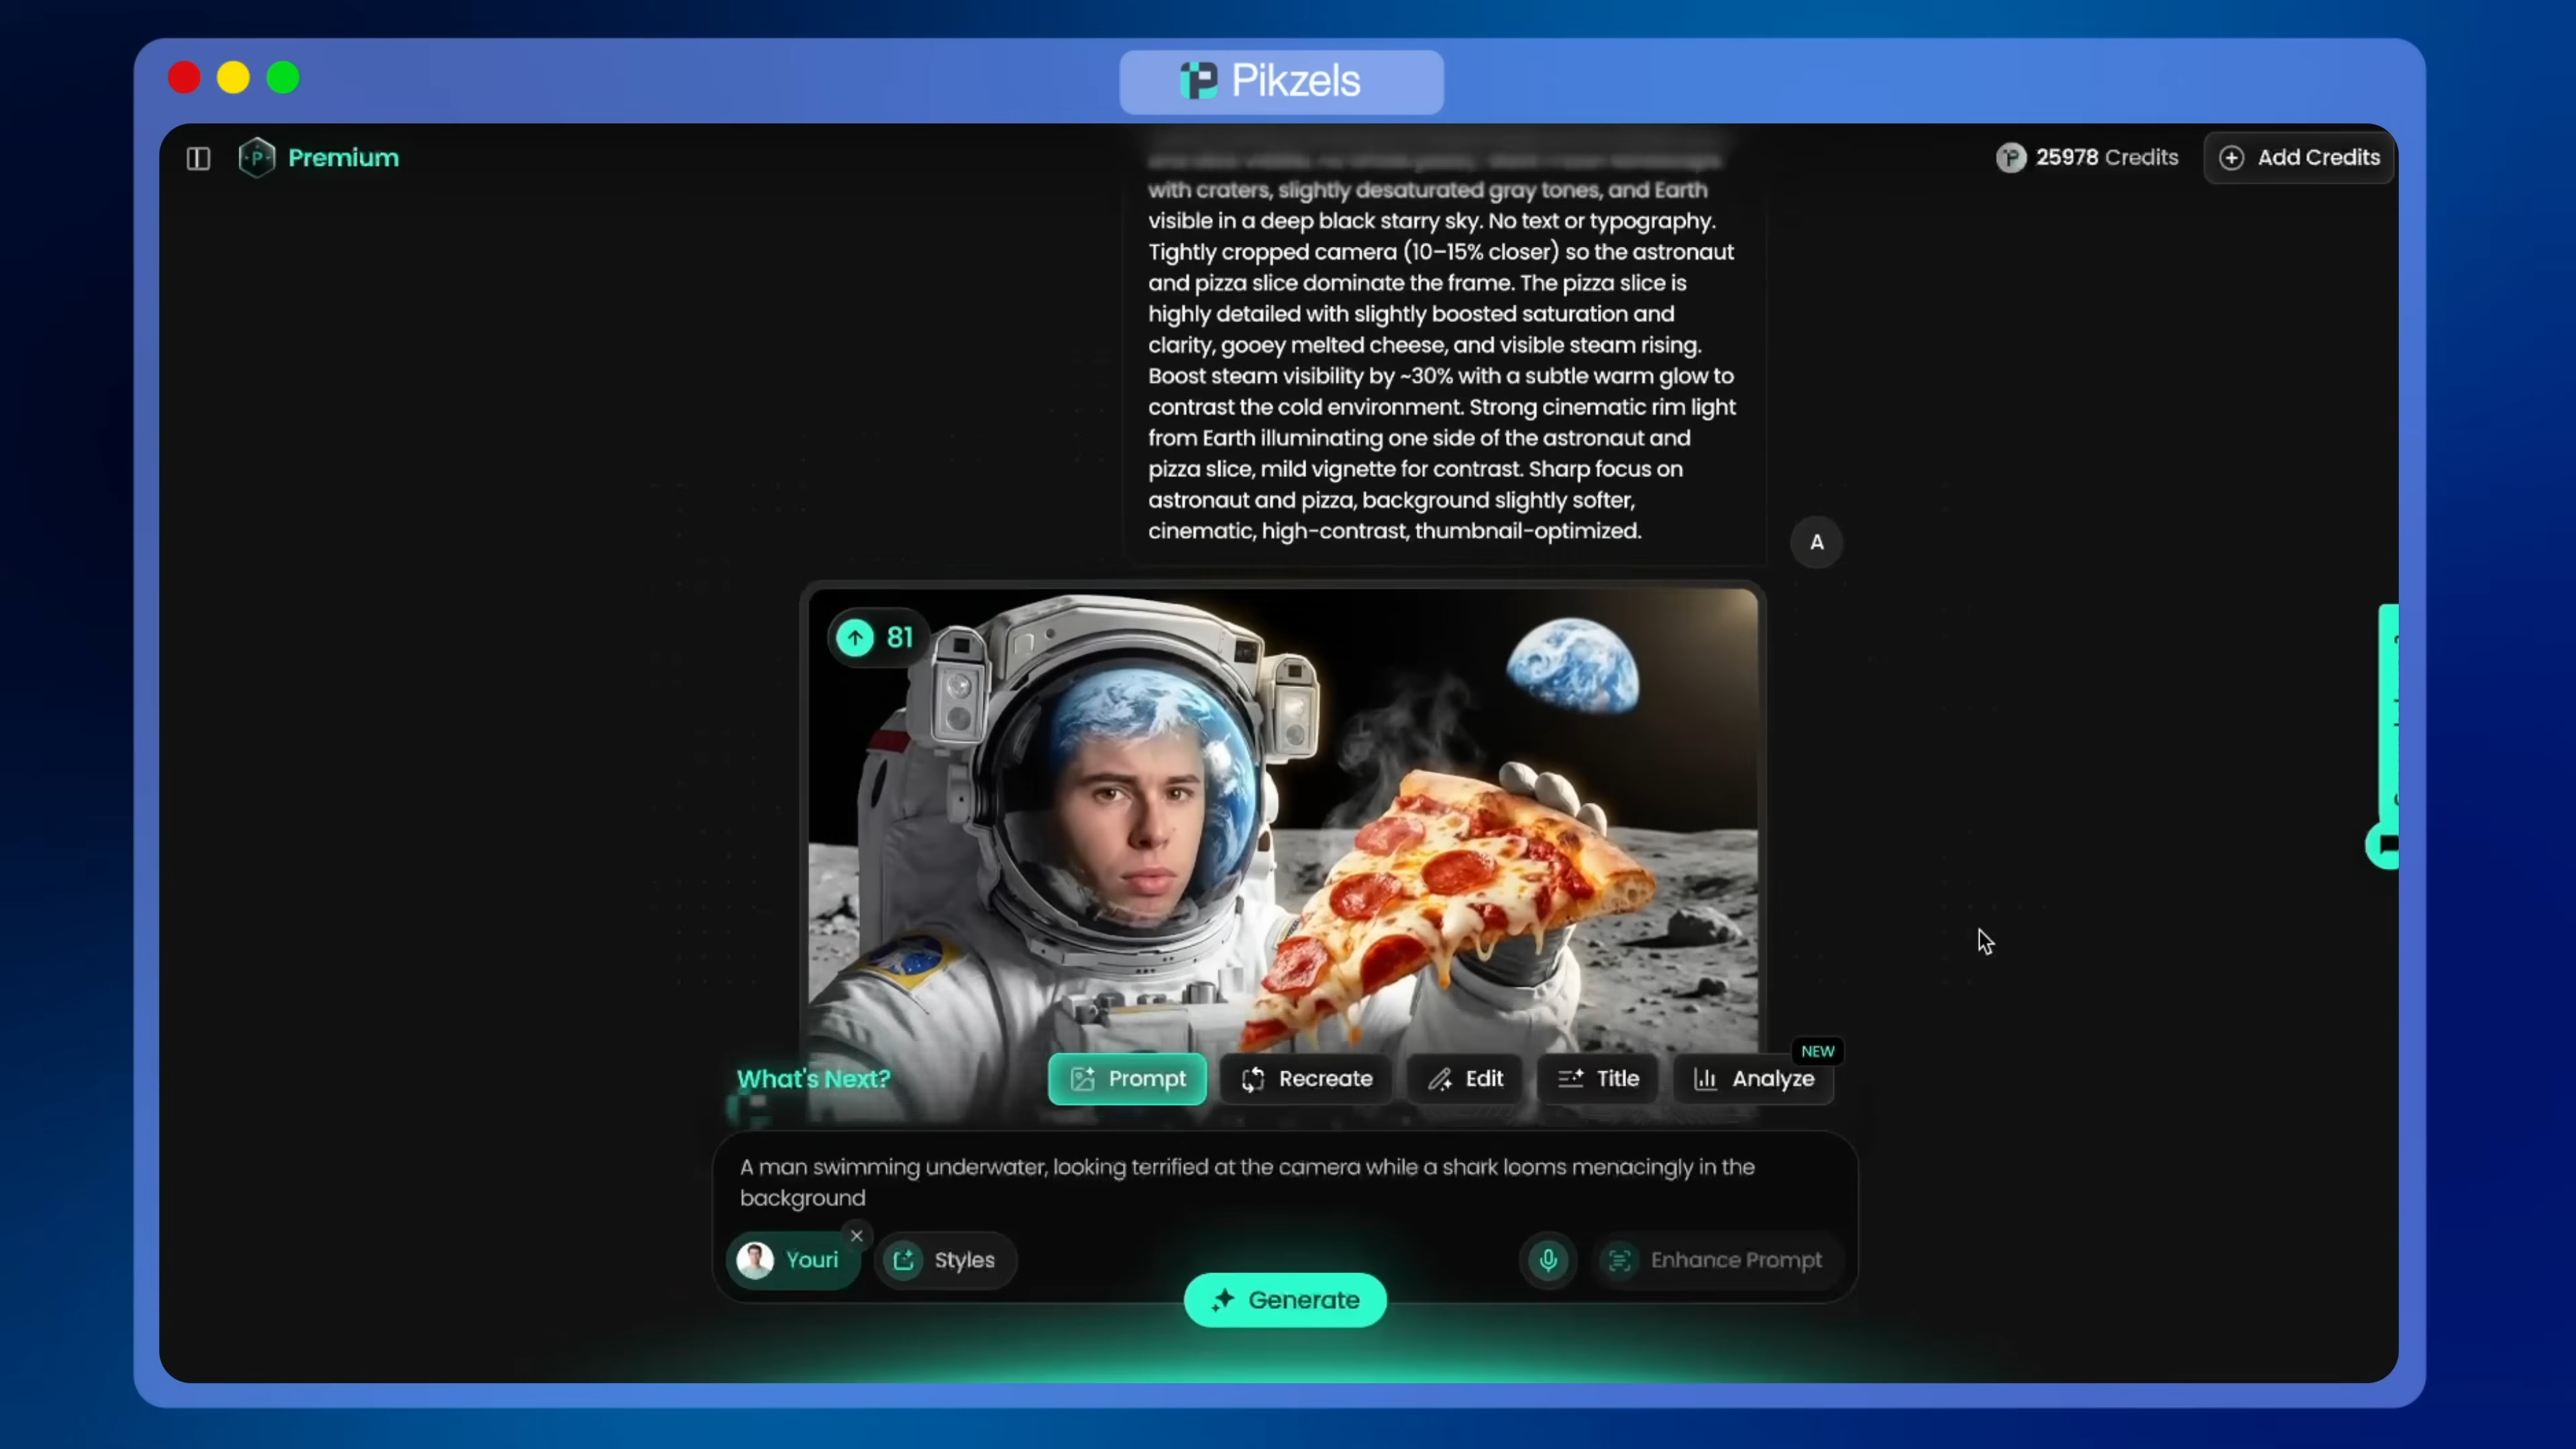 Pikzels
Premium
25978 Credits
Add Credits
with craters, slightly desaturated gray tones, and Earth
visible in a deep black starry sky. No text or typography.
Tightly cropped camera (10–15% closer) so the astronaut
and pizza slice dominate the frame. The pizza slice is
highly detailed with slightly boosted saturation and
clarity, gooey melted cheese, and visible steam rising.
Boost steam visibility by ~30% with a subtle warm glow to
contrast the cold environment. Strong cinematic rim light
from Earth illuminating one side of the astronaut and
pizza slice, mild vignette for contrast. Sharp focus on
astronaut and pizza, background slightly softer,
cinematic, high-contrast, thumbnail-optimized.
A
81
NEW
What's Next?
Prompt
Recreate
Edit
Title
Analyze
A man swimming underwater, looking terrified at the camera while a shark looms menacingly in the
background
Youri
Styles
Enhance Prompt
Generate